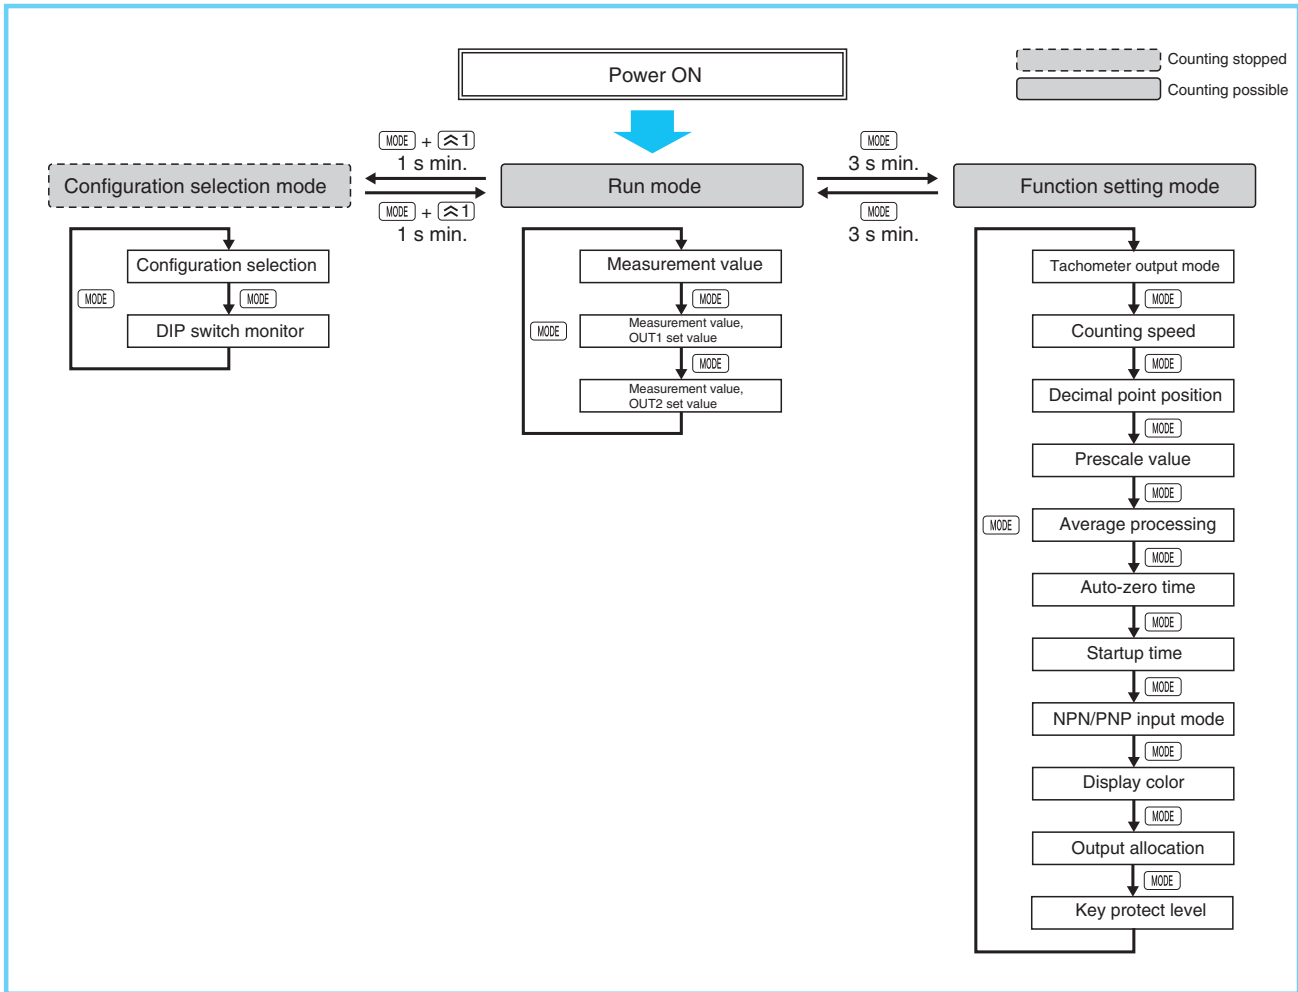 Power ON
Counting stopped
Counting possible
MODE + 1
1 s min.
MODE
3 s min.
Configuration selection mode
Run mode
Function setting mode
MODE + 1
1 s min.
MODE
3 s min.
Configuration selection
MODE
MODE
DIP switch monitor
Measurement value
MODE
MODE
Measurement value,
OUT1 set value
MODE
Measurement value,
OUT2 set value
Tachometer output mode
MODE
Counting speed
MODE
Decimal point position
MODE
Prescale value
MODE
MODE
Average processing
MODE
Auto-zero time
MODE
Startup time
MODE
NPN/PNP input mode
MODE
Display color
MODE
Output allocation
MODE
Key protect level